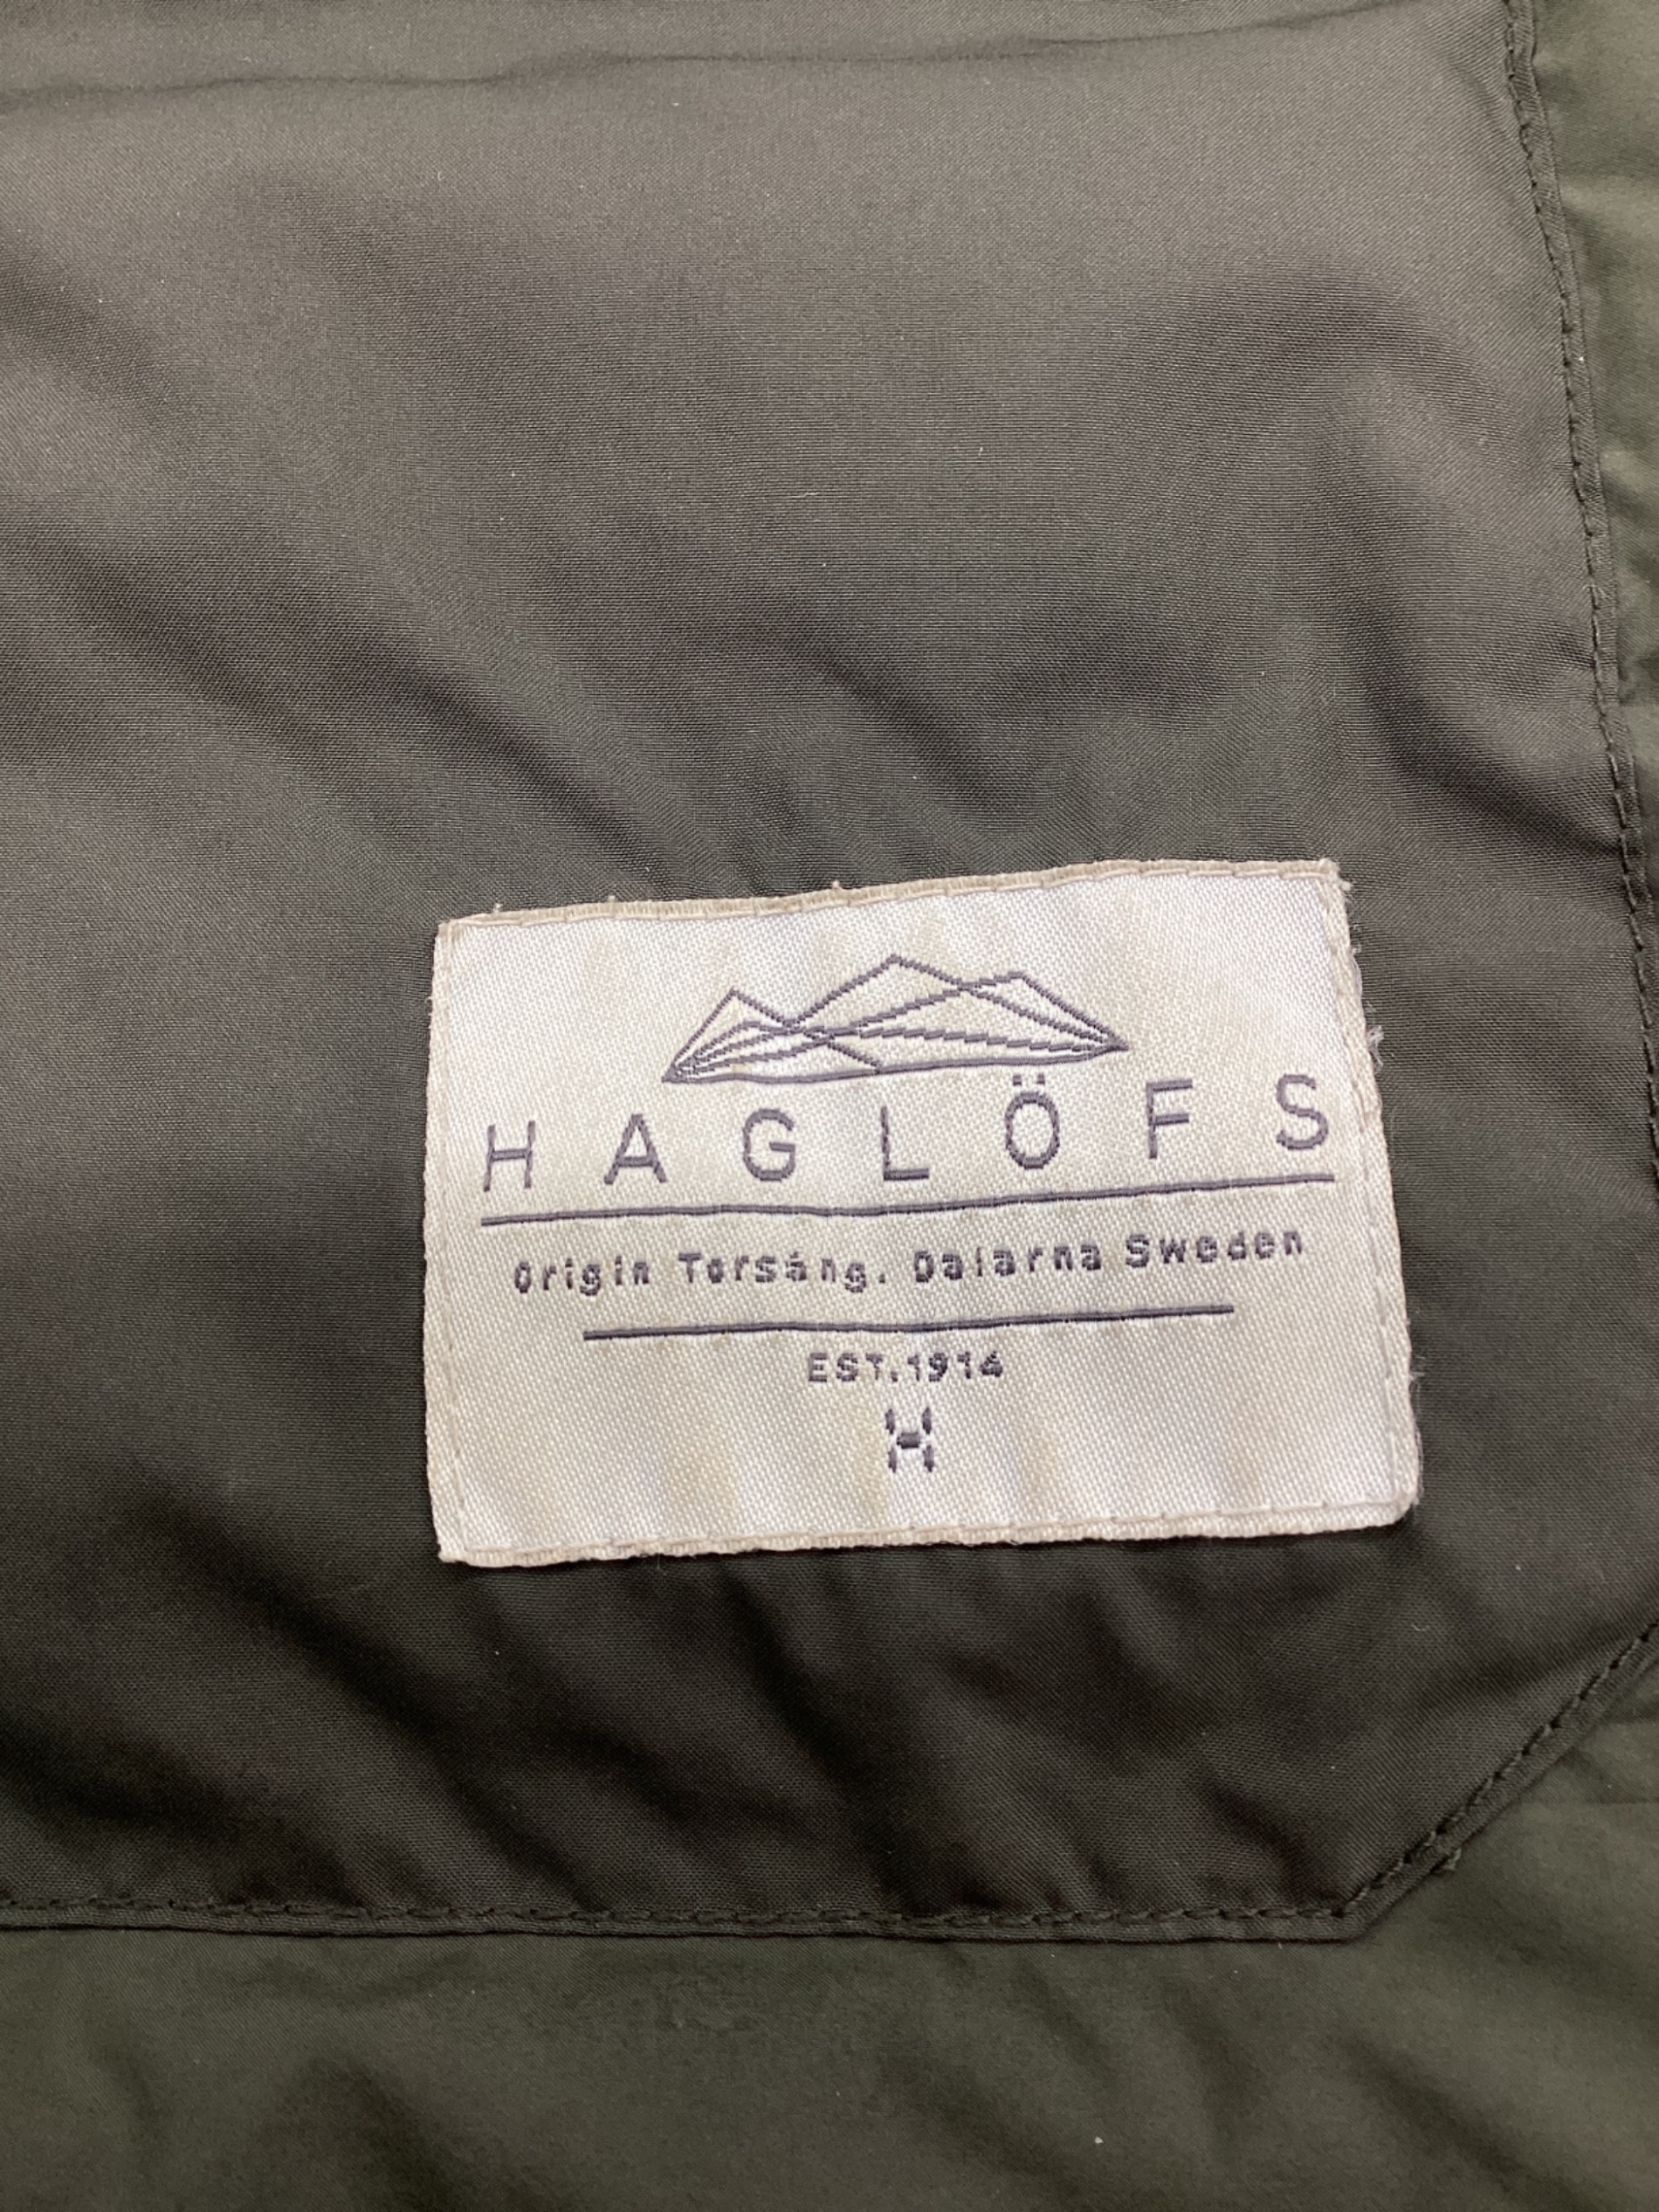 HAGLÖFS
Origin Torsång. Dalarna Sweden
EST.1914
H